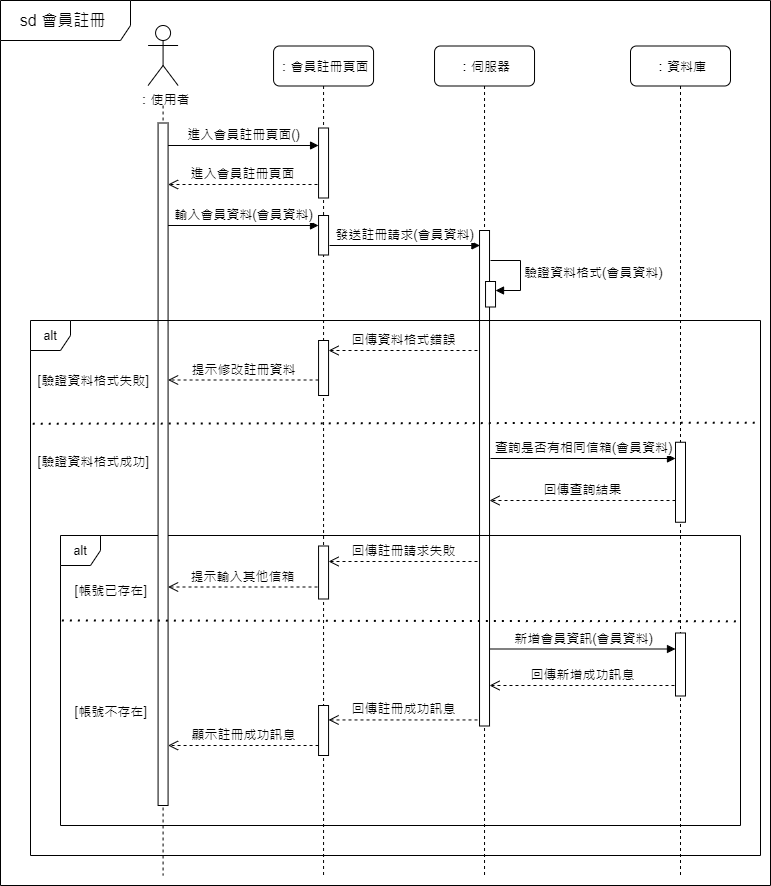 sd 會員註冊
：使用者
：會員註冊頁面
：伺服器
：資料庫
進入會員註冊頁面()
進入會員註冊頁面
輸入會員資料(會員資料)
發送註冊請求(會員資料)
驗證資料格式(會員資料)
alt
回傳資料格式錯誤
提示修改註冊資料
[驗證資料格式失敗]
查詢是否有相同信箱(會員資料)
[驗證資料格式成功]
回傳查詢結果
alt
回傳註冊請求失敗
提示輸入其他信箱
[帳號已存在]
新增會員資訊(會員資料)
回傳新增成功訊息
回傳註冊成功訊息
[帳號不存在]
顯示註冊成功訊息